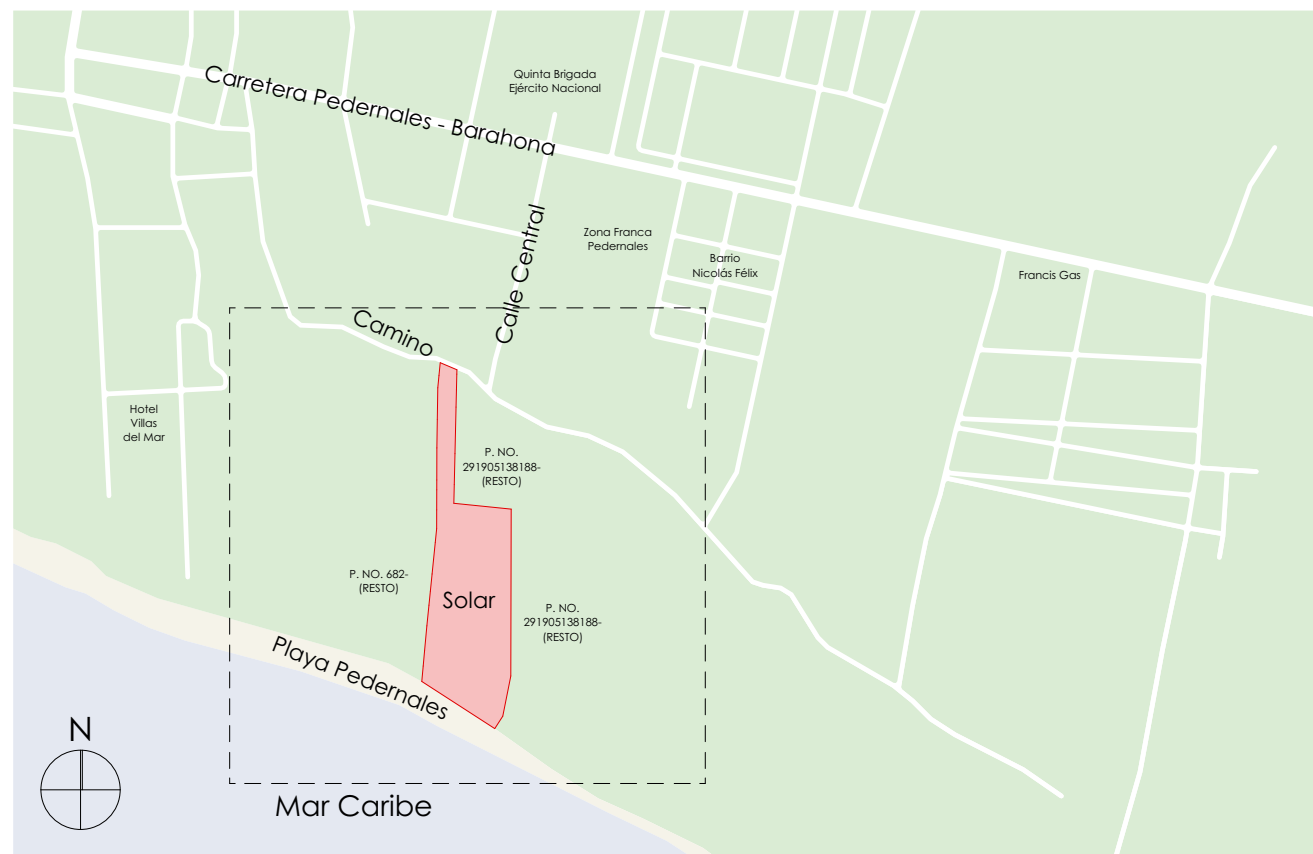 Quinta Brigada
Ejército Nacional
Carretera Pedernales - Barahona
Calle Central
Zona Franca
Pedernales
Barrio
Nicolás Félix
Francis Gas
Camino
Hotel
Villas
del Mar
P. NO.
291905138188-
(RESTO)
P. NO. 682-
(RESTO)
Solar
P. NO.
291905138188-
(RESTO)
Playa Pedernales
N
Mar Caribe